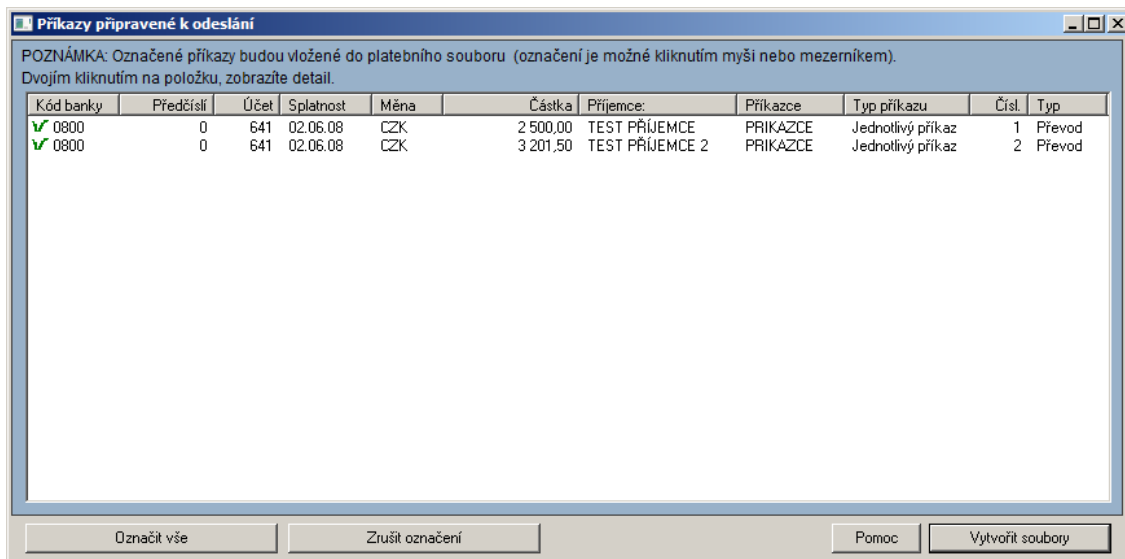 Příkazy připravené k odeslání
POZNÁMKA: Označené příkazy budou vložené do platebního souboru (označení je možné kliknutím myši nebo mezerníkem).
Dvojím kliknutím na položku, zobrazíte detail.
Kód banky Předčíslí Účet Splatnost Měna Částka Příjemce: Příkazce Typ příkazu Čísl. Typ
0800 0 641 02.06.08 CZK 2 500,00 TEST PŘÍJEMCE PRIKAZCE Jednotlivý příkaz 1 Převod
0800 0 641 02.06.08 CZK 3 201,50 TEST PŘÍJEMCE 2 PRIKAZCE Jednotlivý příkaz 2 Převod
Označit vše Zrušit označení Pomoc Vytvořit soubory